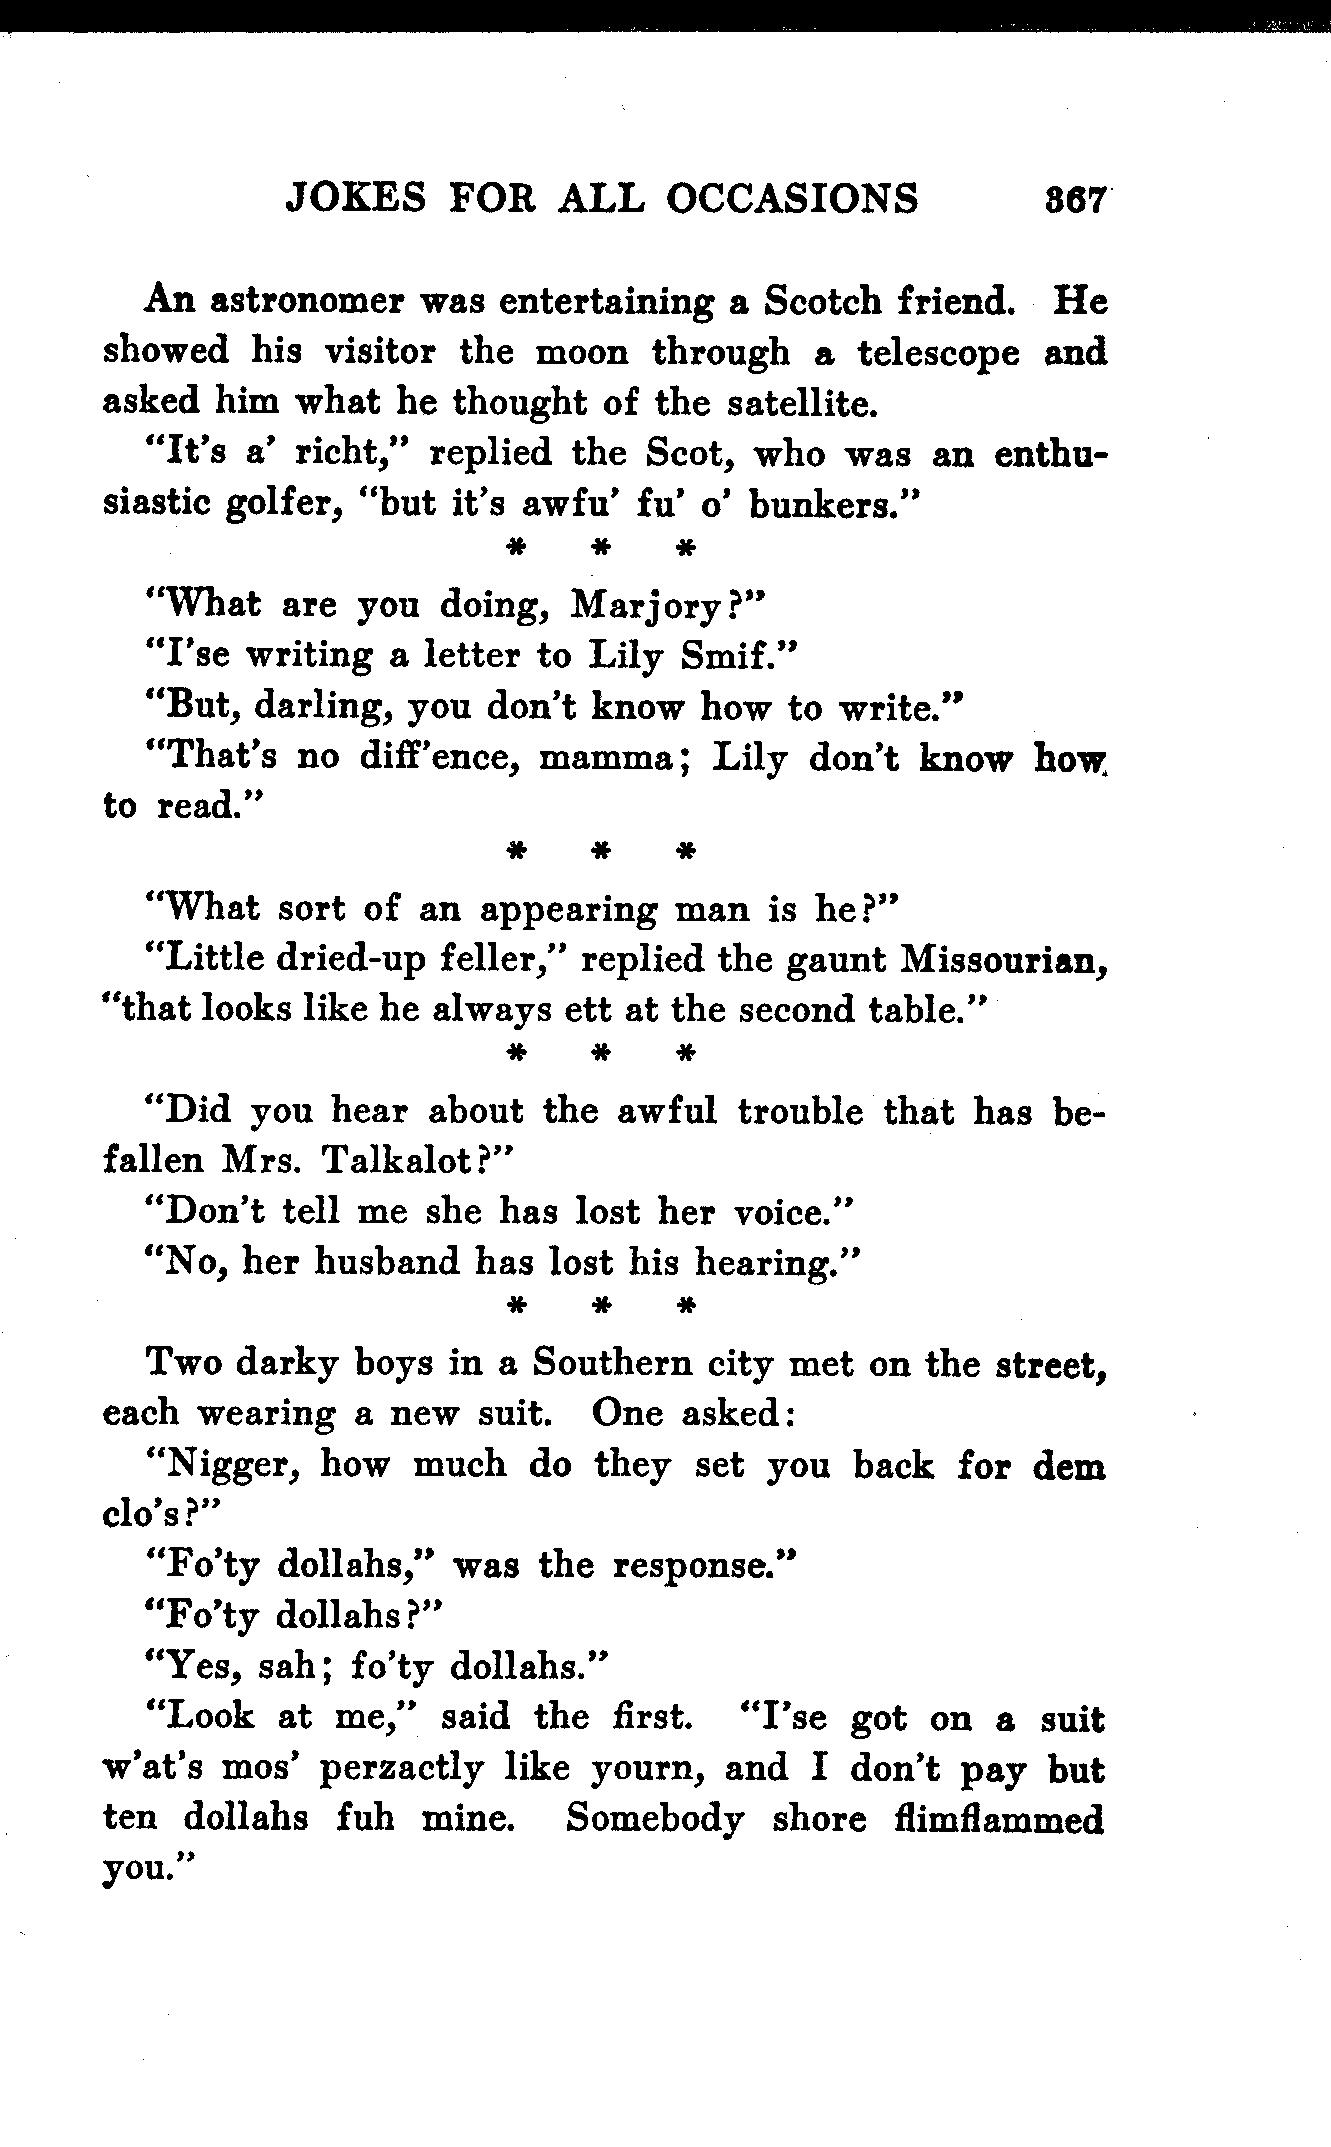 JOKES FOR ALL OCCASIONS 367
An astronomer was entertaining a Scotch friend. He
showed his visitor the moon through a telescope and
asked him what he thought of the satellite.
"It's a' richt," replied the Scot, who was an enthu-
siastic golfer, "but it's awfu' fu' o' bunkers."
* * *
"What are you doing, Marjory?"
"I'se writing a letter to Lily Smif."
"But, darling, you don't know how to write."
"That's no diff'ence, mamma; Lily don't know how
to read."
* * *
"What sort of an appearing man is he?"
"Little dried-up feller," replied the gaunt Missourian,
"that looks like he always ett at the second table."
* * *
"Did you hear about the awful trouble that has be-
fallen Mrs. Talkalot?"
"Don't tell me she has lost her voice."
"No, her husband has lost his hearing."
* * *
Two darky boys in a Southern city met on the street,
each wearing a new suit. One asked:
"Nigger, how much do they set you back for dem
clo's?"
"Fo'ty dollahs," was the response."
"Fo'ty dollahs?"
"Yes, sah; fo'ty dollahs."
"Look at me," said the first. "I'se got on a suit
w'at's mos' perzactly like yourn, and I don't pay but
ten dollahs fuh mine. Somebody shore flimflammed
you."